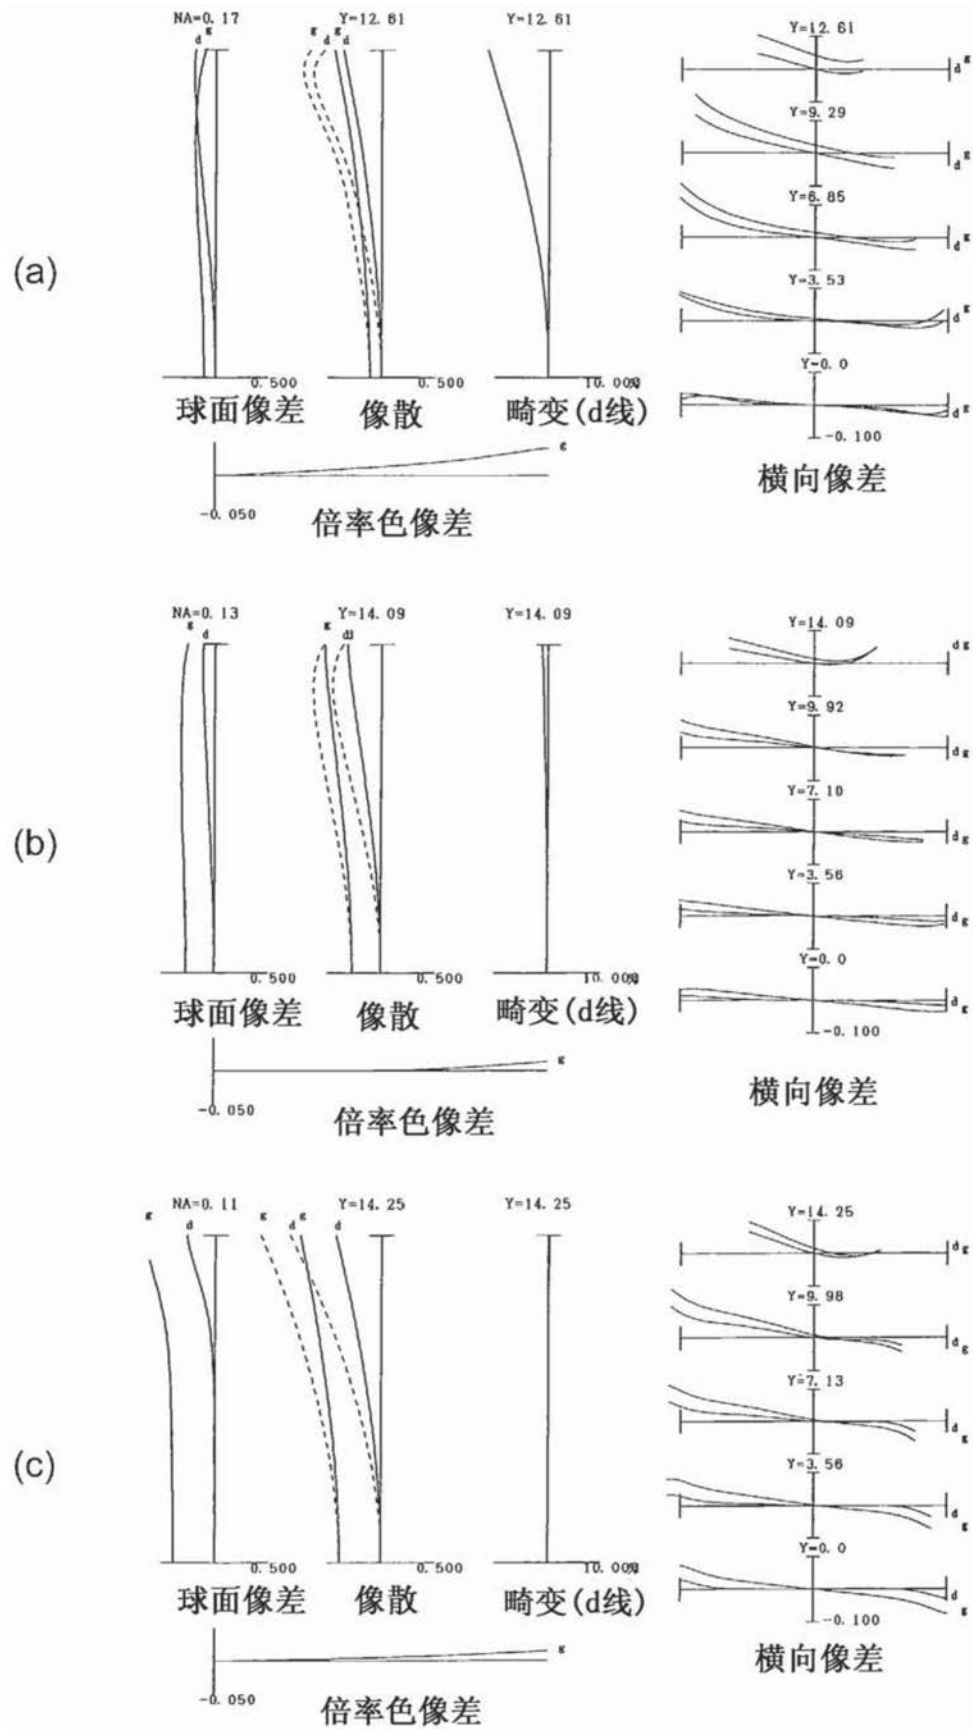 (a)
NA=0.17
d g
Y=12.61
g d g d
Y=12.61
0.500
0.500
10.00%
球面像差
像散
畸变(d线)
g
-0.050
倍率色像差
Y=12.61
d g
Y=9.29
g
d
Y=6.85
d g
Y=3.53
d g
Y=0.0
d g
-0.100
横向像差
(b)
NA=0.13
g d
Y=14.09
g
Y=14.09
0.500
0.500
10.00%
球面像差
像散
畸变(d线)
g
-0.050
倍率色像差
Y=14.09
d g
Y=9.92
d g
Y=7.10
d g
Y=3.56
d g
Y=0.0
d g
-0.100
横向像差
(c)
NA=0.11
g d
Y=14.25
g d g d
Y=14.25
0.500
0.500
10.00%
球面像差
像散
畸变(d线)
g
-0.050
倍率色像差
Y=14.25
d g
Y=9.98
d g
Y=7.13
d g
Y=3.56
d g
Y=0.0
d g
-0.100
横向像差